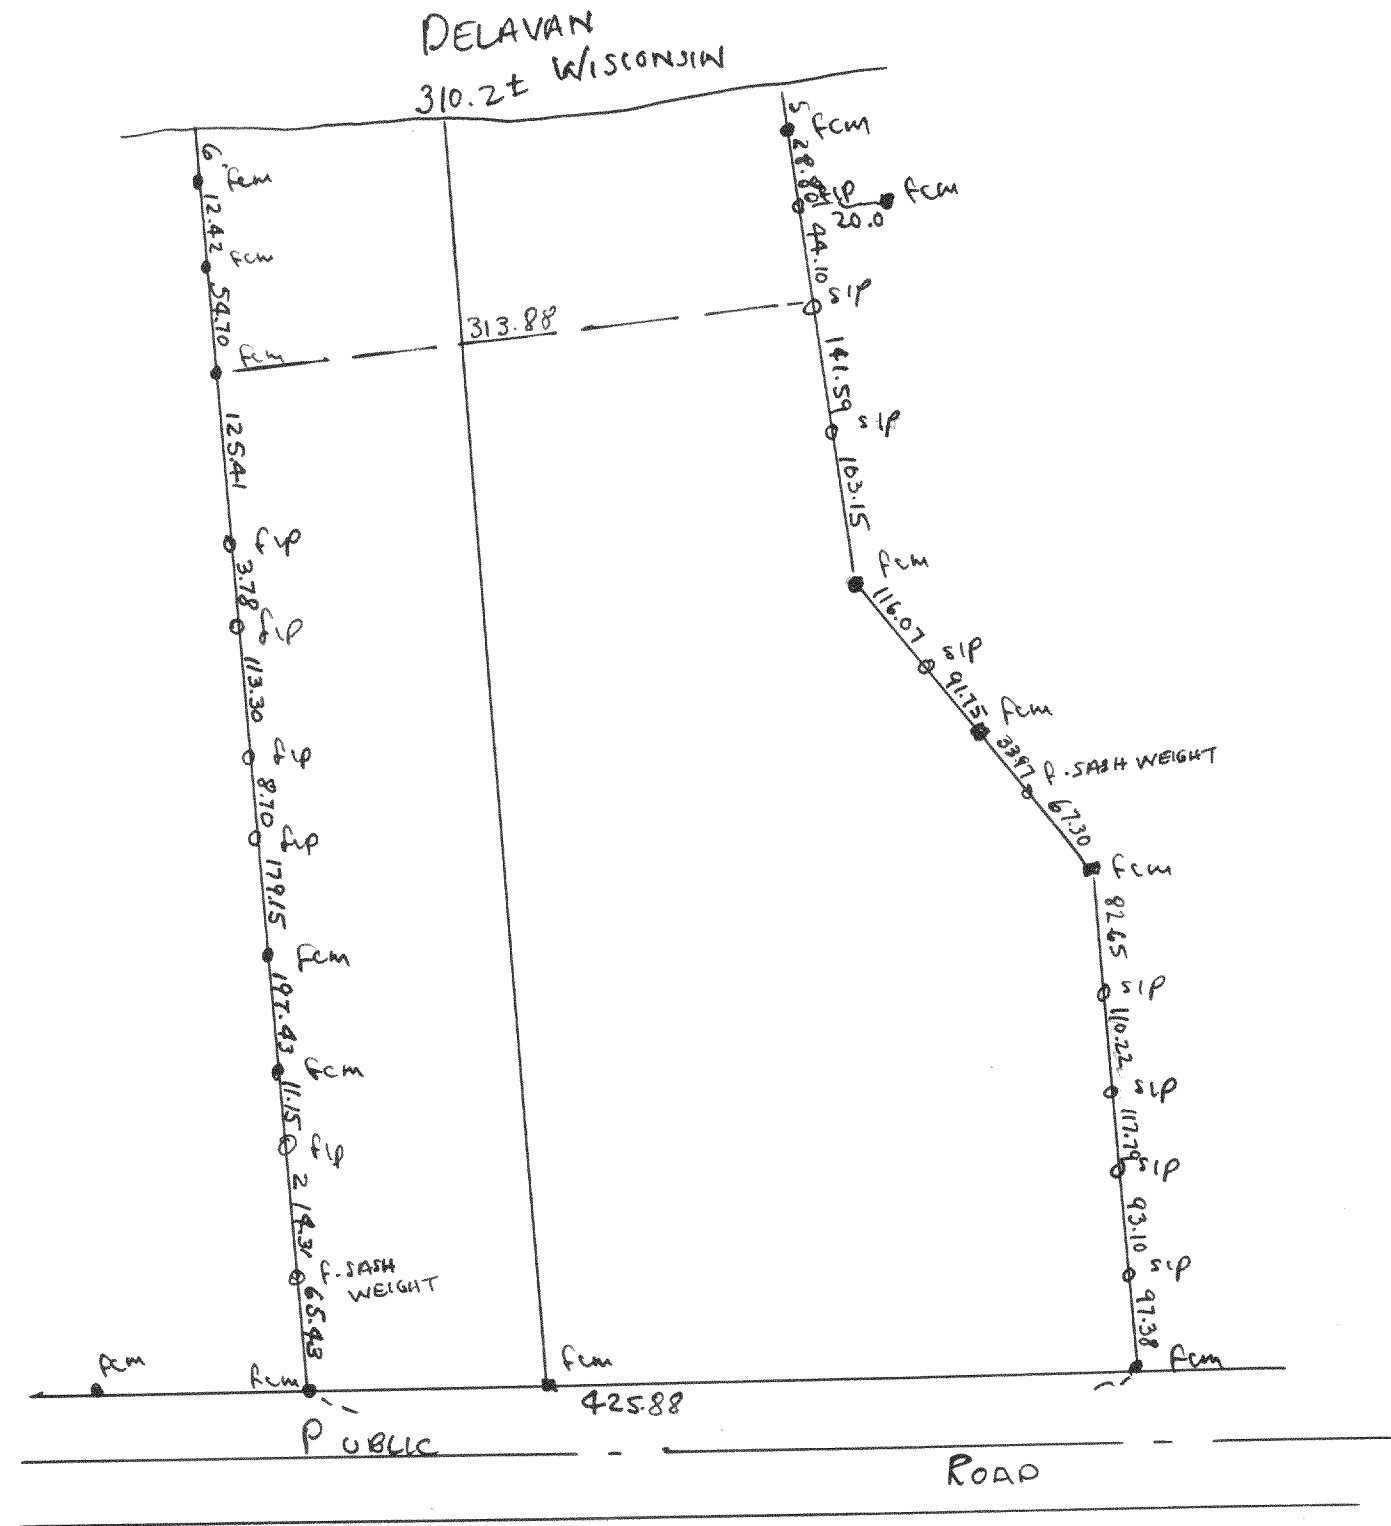 DELAVAN
WISCONSIN
310.2±
5
fcm
28.80
fip
fcm
20.0
44.10
sip
141.59
sip
103.15
fcm
116.07
sip
91.75
fcm
33.97
f. SASH WEIGHT
67.30
fcm
82.65
sip
110.22
sip
117.79
sip
93.10
sip
97.38
fcm
6
fcm
12.42
fcm
54.70
fcm
313.88
125.41
fip
3.78
fip
113.30
fip
8.70
fip
179.15
fcm
197.43
fcm
11.15
fip
214.31
f. SASH
WEIGHT
65.43
fcm
fcm
fcm
425.88
PUBLIC
ROAD